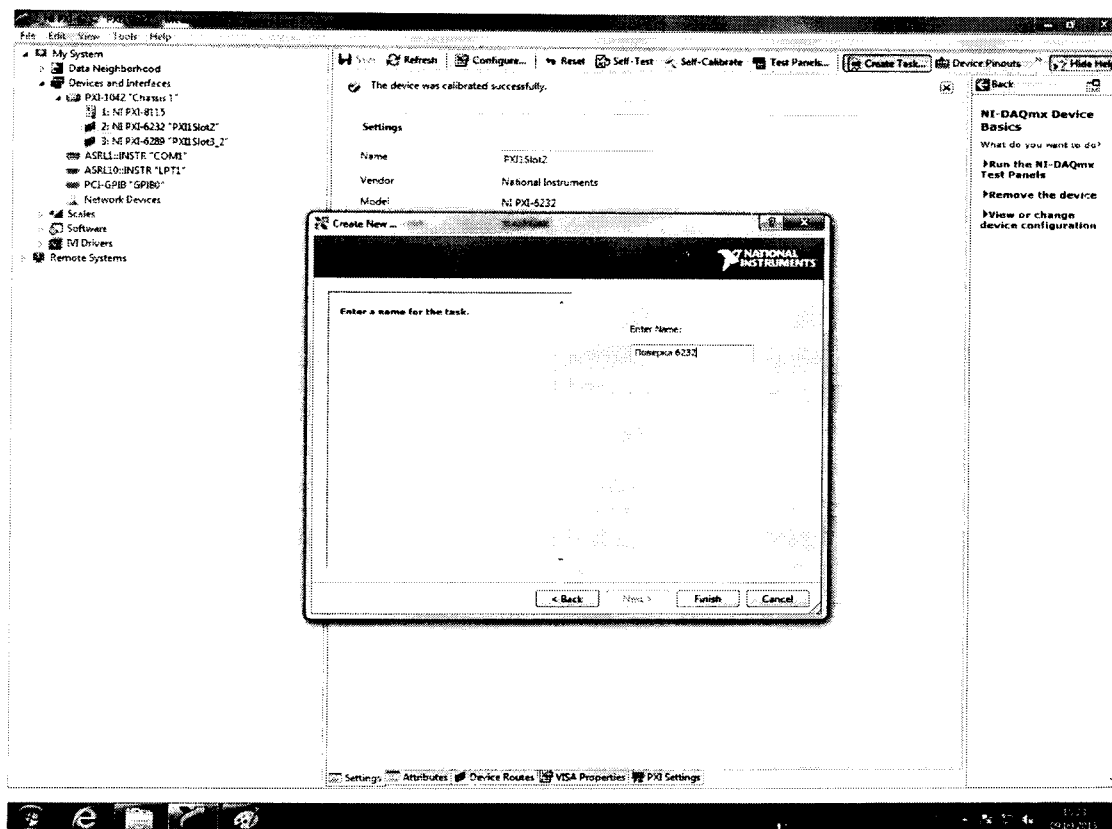 File Edit View Tools Help
My System
Data Neighborhood
Devices and Interfaces
PXI-1042 "Chassis 1"
1: NI PXI-8115
2: NI PXI-6232 "PXI1Slot2"
3: NI PXI-6289 "PXI1Slot3_2"
ASRL1::INSTR "COM1"
ASRL10::INSTR "LPT1"
PCI-GPIB "GPIB0"
Network Devices
Scales
Software
IVI Drivers
Remote Systems
Save Refresh Configure... Reset Self-Test Self-Calibrate Test Panels... Create Task... Device Pinouts » Hide Help
The device was calibrated successfully.
Settings
Name PXI1Slot2
Vendor National Instruments
Model NI PXI-6232
Create New ...
NATIONAL
INSTRUMENTS
Enter a name for the task.
Enter Name:
Поверка 6232
< Back Next > Finish Cancel
Back
NI-DAQmx Device
Basics
What do you want to do?
Run the NI-DAQmx
Test Panels
Remove the device
View or change
device configuration
Settings Attributes Device Routes VISA Properties PXI Settings